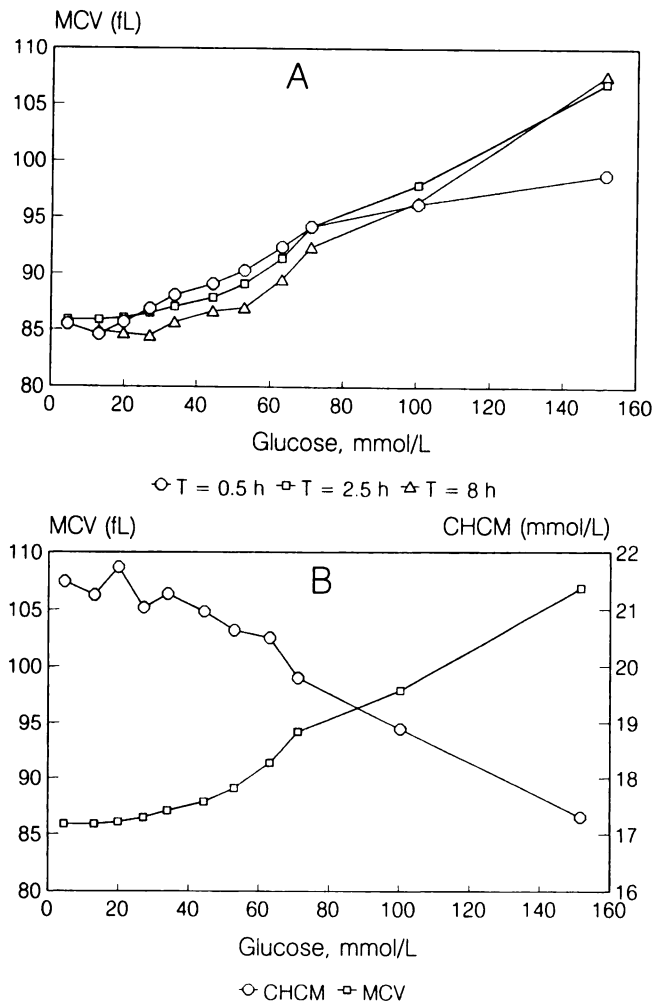 MCV (fL)
A
110
105
100
95
90
85
80
0 20 40 60 80 100 120 140 160
Glucose, mmol/L
T = 0.5 h T = 2.5 h T = 8 h
MCV (fL) CHCM (mmol/L)
B
110 22
105 21
100 20
95 19
90 18
85 17
80 16
0 20 40 60 80 100 120 140 160
Glucose, mmol/L
CHCM MCV